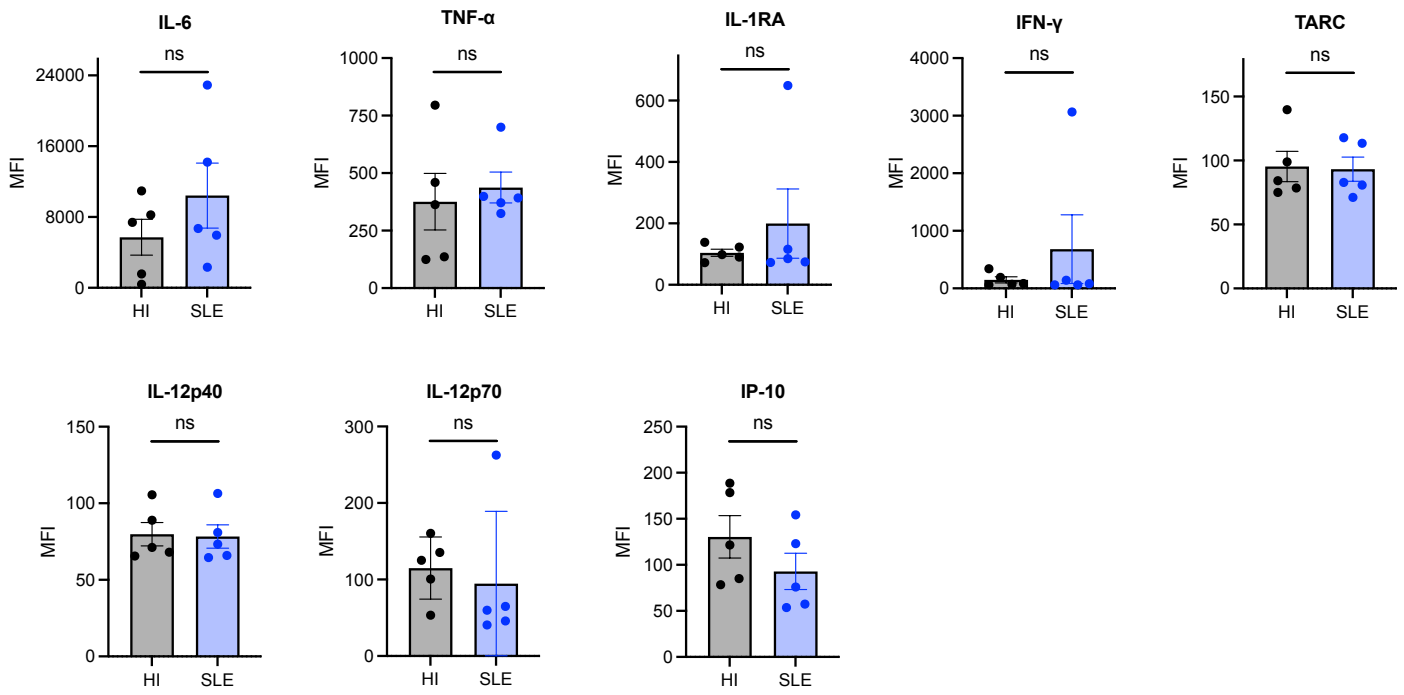 IL-6
ns
MFI
24000
16000
8000
0
HI SLE
TNF-α
ns
MFI
1000
750
500
250
0
HI SLE
IL-1RA
ns
MFI
600
400
200
0
HI SLE
IFN-γ
ns
MFI
4000
3000
2000
1000
0
HI SLE
TARC
ns
MFI
150
100
50
0
HI SLE
IL-12p40
ns
MFI
150
100
50
0
HI SLE
IL-12p70
ns
MFI
300
200
100
0
HI SLE
IP-10
ns
MFI
250
200
150
100
50
0
HI SLE